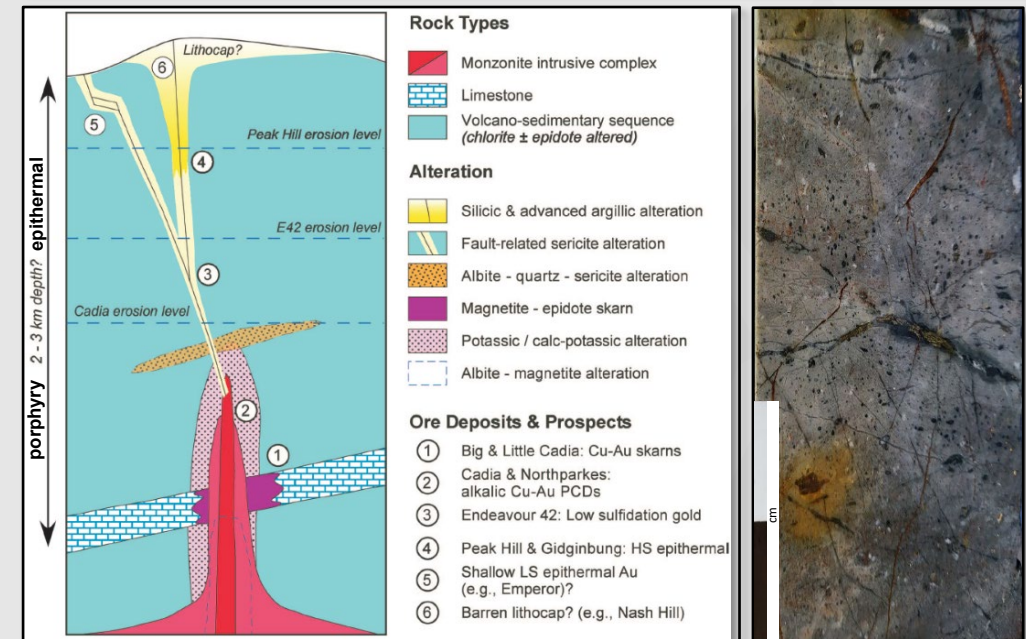 porphyry 2 - 3 km depth? epithermal
Lithocap?
6
5
Peak Hill erosion level
4
E42 erosion level
3
Cadia erosion level
2
1
Rock Types
Monzonite intrusive complex
Limestone
Volcano-sedimentary sequence
(chlorite ± epidote altered)
Alteration
Silicic & advanced argillic alteration
Fault-related sericite alteration
Albite - quartz - sericite alteration
Magnetite - epidote skarn
Potassic / calc-potassic alteration
Albite - magnetite alteration
Ore Deposits & Prospects
1 Big & Little Cadia: Cu-Au skarns
2 Cadia & Northparkes:
alkalic Cu-Au PCDs
3 Endeavour 42: Low sulfidation gold
4 Peak Hill & Gidginbung: HS epithermal
5 Shallow LS epithermal Au
(e.g., Emperor)?
6 Barren lithocap? (e.g., Nash Hill)
cm